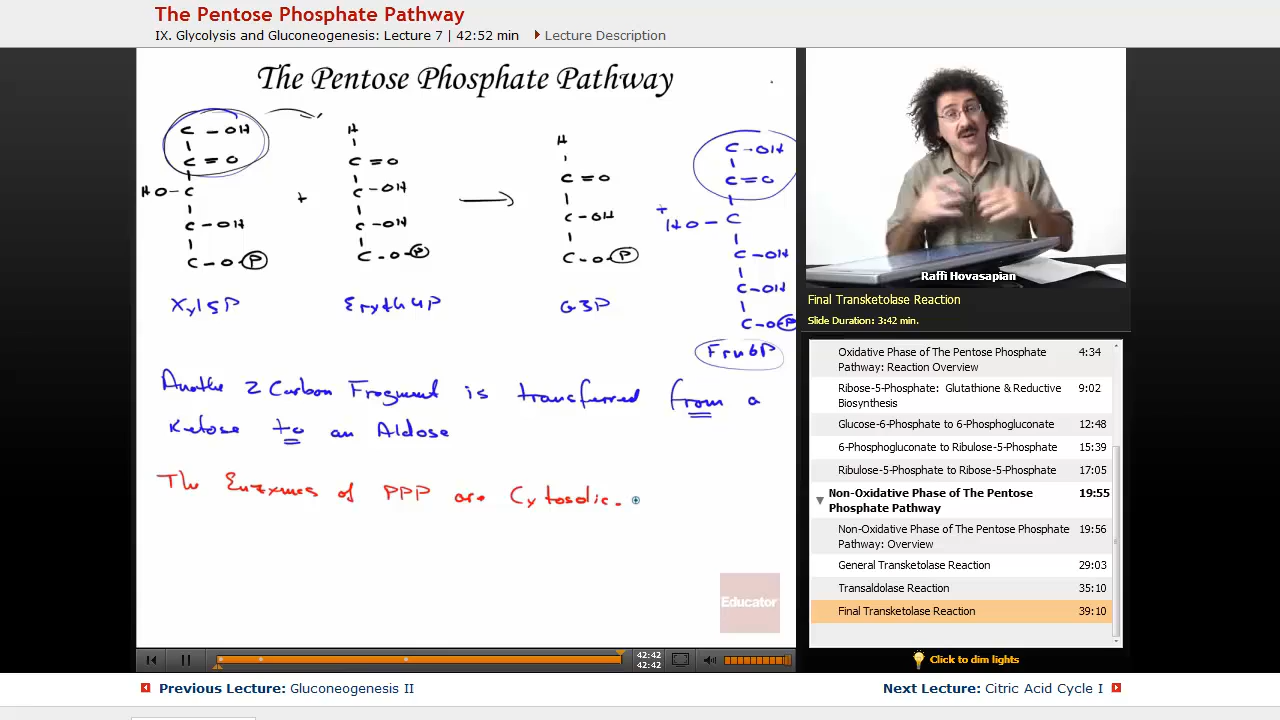 The Pentose Phosphate Pathway
IX. Glycolysis and Gluconeogenesis: Lecture 7 | 42:52 min
Lecture Description
The Pentose Phosphate Pathway
C - OH
C = O
HO - C
C - OH
C - O - P
Xyl5P
+
H
C = O
C - OH
C - OH
C - O - P
Eryth4P
H
C = O
C - OH
C - O - P
G3P
+
C - OH
C = O
HO - C
C - OH
C - OH
C - O P
Fru6P
Another 2 Carbon Fragment is transferred from a
Ketose to an Aldose
The Enzymes of PPP are Cytosolic.
Educator
Raffi Hovasapian
Final Transketolase Reaction
Slide Duration: 3:42 min.
Oxidative Phase of The Pentose Phosphate 4:34
Pathway: Reaction Overview
Ribose-5-Phosphate: Glutathione & Reductive 9:02
Biosynthesis
Glucose-6-Phosphate to 6-Phosphogluconate 12:48
6-Phosphogluconate to Ribulose-5-Phosphate 15:39
Ribulose-5-Phosphate to Ribose-5-Phosphate 17:05
Non-Oxidative Phase of The Pentose 19:55
Phosphate Pathway
Non-Oxidative Phase of The Pentose Phosphate 19:56
Pathway: Overview
General Transketolase Reaction 29:03
Transaldolase Reaction 35:10
Final Transketolase Reaction 39:10
42:42
42:42
Click to dim lights
Previous Lecture: Gluconeogenesis II
Next Lecture: Citric Acid Cycle I